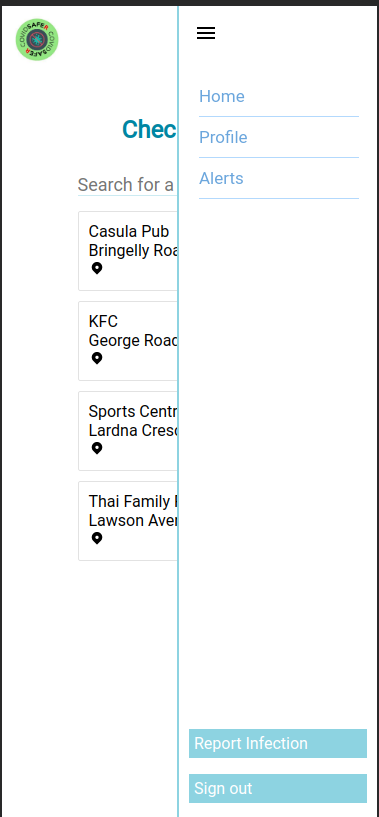 COVIDSAFER COVIDSAFER
Home
Profile
Alerts
Chec
Search for a
Casula Pub
Bringelly Roa
KFC
George Road
Sports Centr
Lardna Cresc
Thai Family
Lawson Aven
Report Infection
Sign out